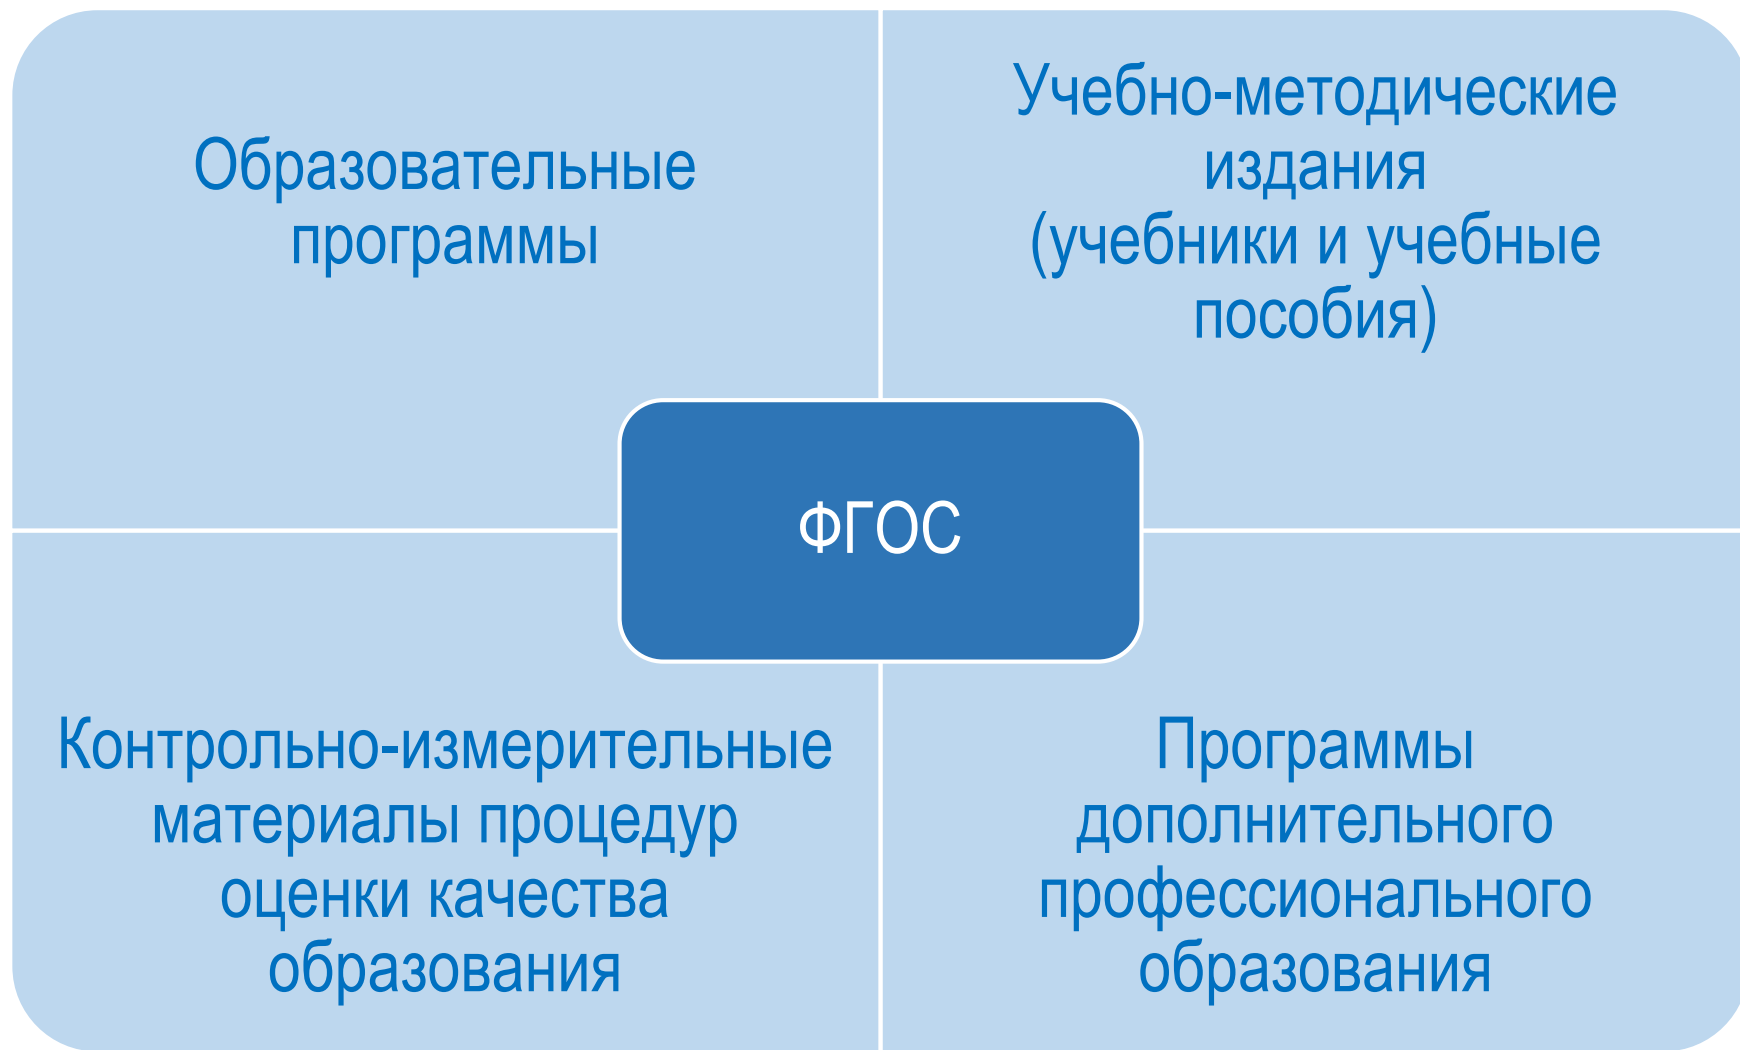 Образовательные
программы
Учебно-методические
издания
(учебники и учебные
пособия)
ФГОС
Контрольно-измерительные
материалы процедур
оценки качества
образования
Программы
дополнительного
профессионального
образования